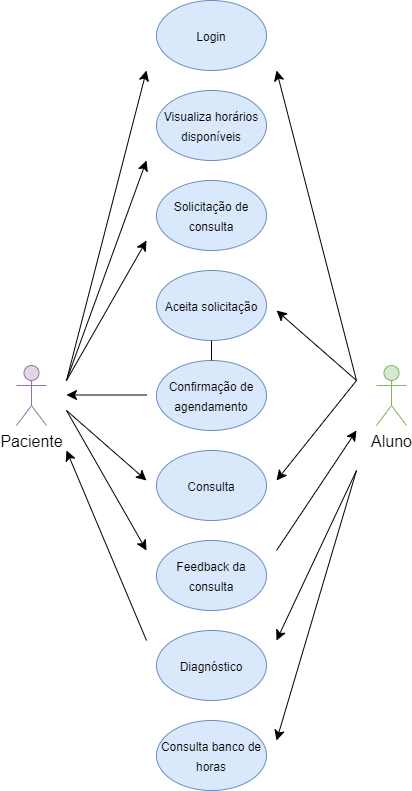 Login
Visualiza horários
disponíveis
Solicitação de
consulta
Aceita solicitação
Confirmação de
agendamento
Paciente
Aluno
Consulta
Feedback da
consulta
Diagnóstico
Consulta banco de
horas